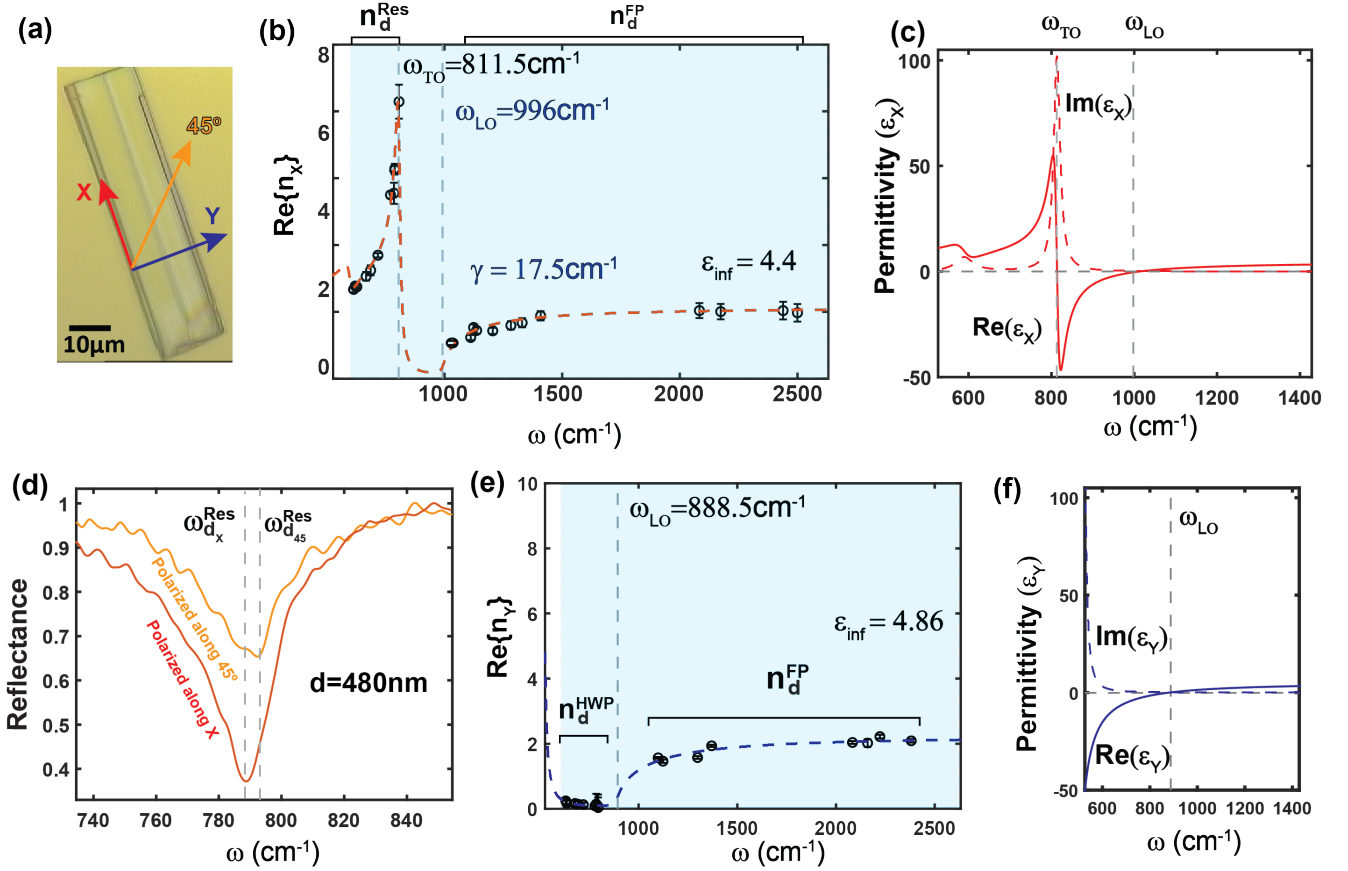 (a)
45º
X
Y
10μm
(b)
n_d^Res
n_d^FP
ω_TO=811.5cm⁻¹
ω_LO=996cm⁻¹
γ = 17.5cm⁻¹
ε_inf = 4.4
Re{n_X}
8
6
4
2
0
1000
1500
2000
2500
ω (cm⁻¹)
(c)
ω_TO
ω_LO
Im(ε_X)
Re(ε_X)
Permittivity (ε_X)
100
50
0
-50
600
800
1000
1200
1400
ω (cm⁻¹)
(d)
ω_{d_X}^Res
ω_{d_45}^Res
Polarized along 45º
Polarized along X
d=480nm
Reflectance
1
0.9
0.8
0.7
0.6
0.5
0.4
740
760
780
800
820
840
ω (cm⁻¹)
(e)
ω_LO=888.5cm⁻¹
ε_inf = 4.86
n_d^HWP
n_d^FP
Re{n_Y}
10
8
6
4
2
0
1000
1500
2000
2500
ω (cm⁻¹)
(f)
ω_LO
Im(ε_Y)
Re(ε_Y)
Permittivity (ε_Y)
100
50
0
-50
600
800
1000
1200
1400
ω (cm⁻¹)